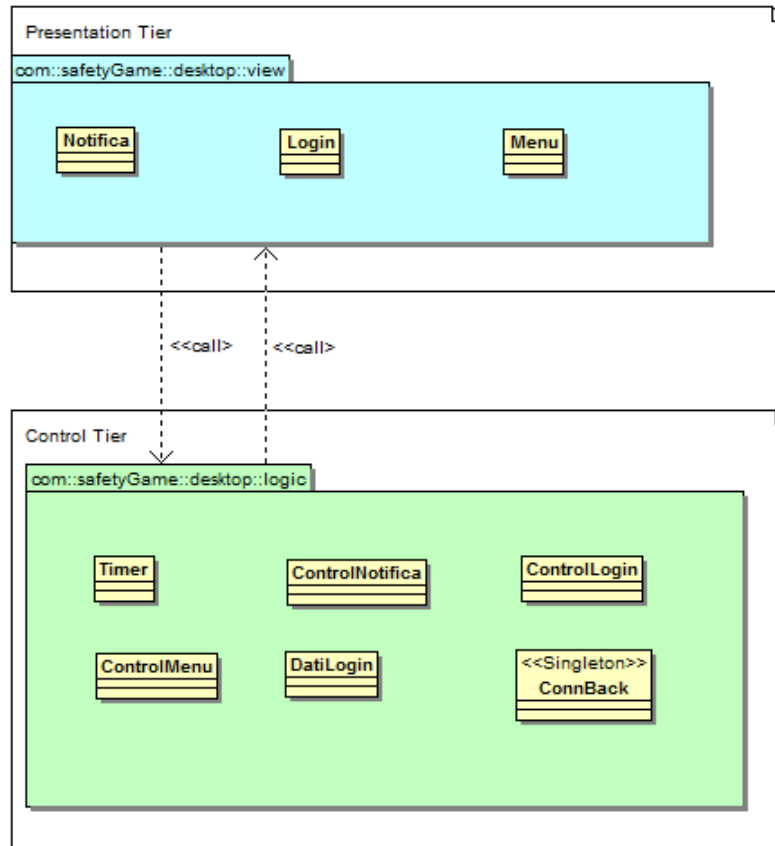 Presentation Tier
com::safetyGame::desktop::view
Notifica
Login
Menu
<<call>
<<call>
Control Tier
com::safetyGame::desktop::logic
Timer
ControlNotifica
ControlLogin
ControlMenu
DatiLogin
<<Singleton>>
ConnBack